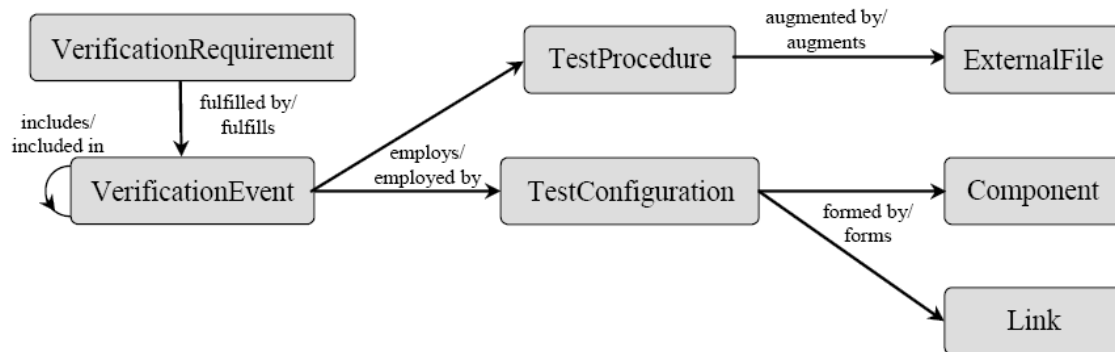 VerificationRequirement
fulfilled by/
fulfills
includes/
included in
VerificationEvent
employs/
employed by
TestProcedure
augmented by/
augments
ExternalFile
TestConfiguration
formed by/
forms
Component
Link